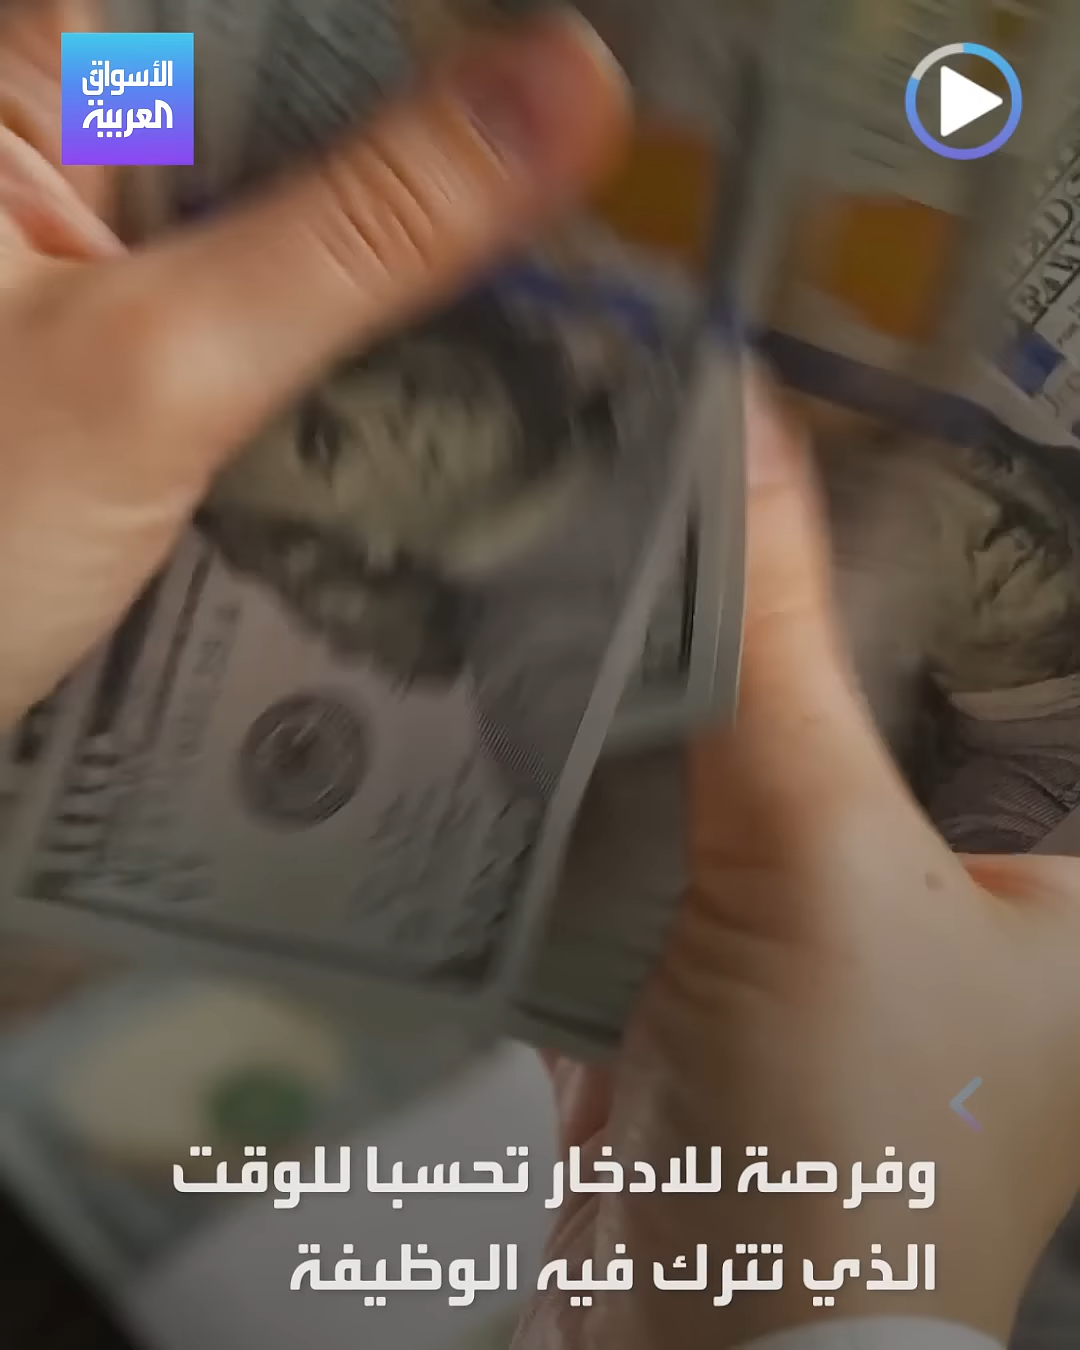 الأسواق
العربية
وفرصة للادخار تحسبا للوقت
الذي تترك فيه الوظيفة